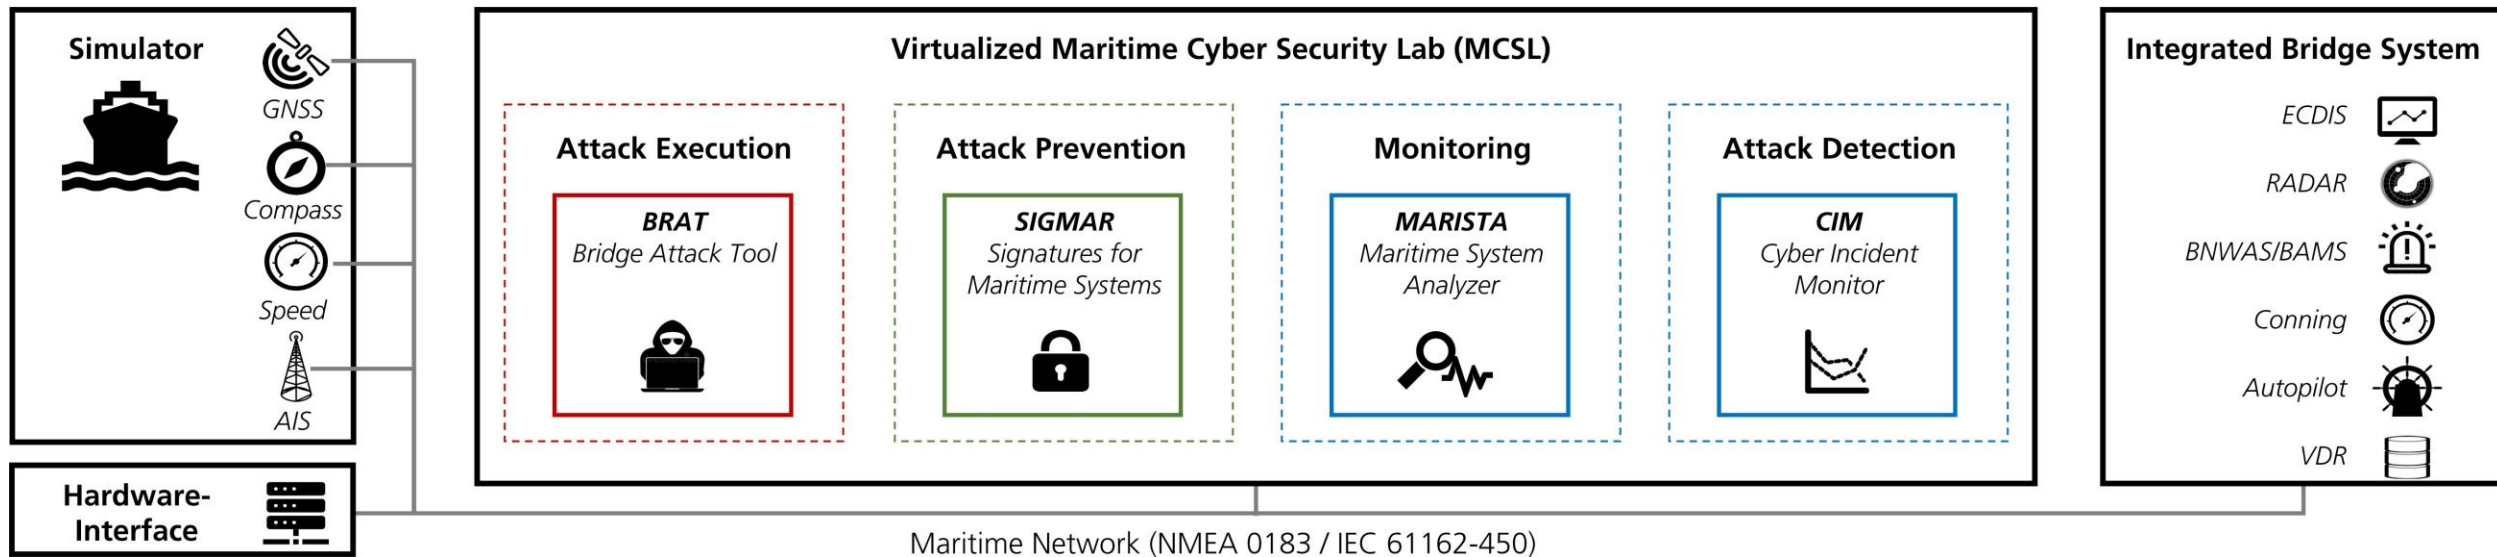 Simulator
GNSS
Compass
Speed
AIS
Hardware-
Interface
Virtualized Maritime Cyber Security Lab (MCSL)
Attack Execution
BRAT
Bridge Attack Tool
Attack Prevention
SIGMAR
Signatures for
Maritime Systems
Monitoring
MARISTA
Maritime System
Analyzer
Attack Detection
CIM
Cyber Incident
Monitor
Integrated Bridge System
ECDIS
RADAR
BNWAS/BAMS
Conning
Autopilot
VDR
Maritime Network (NMEA 0183 / IEC 61162-450)